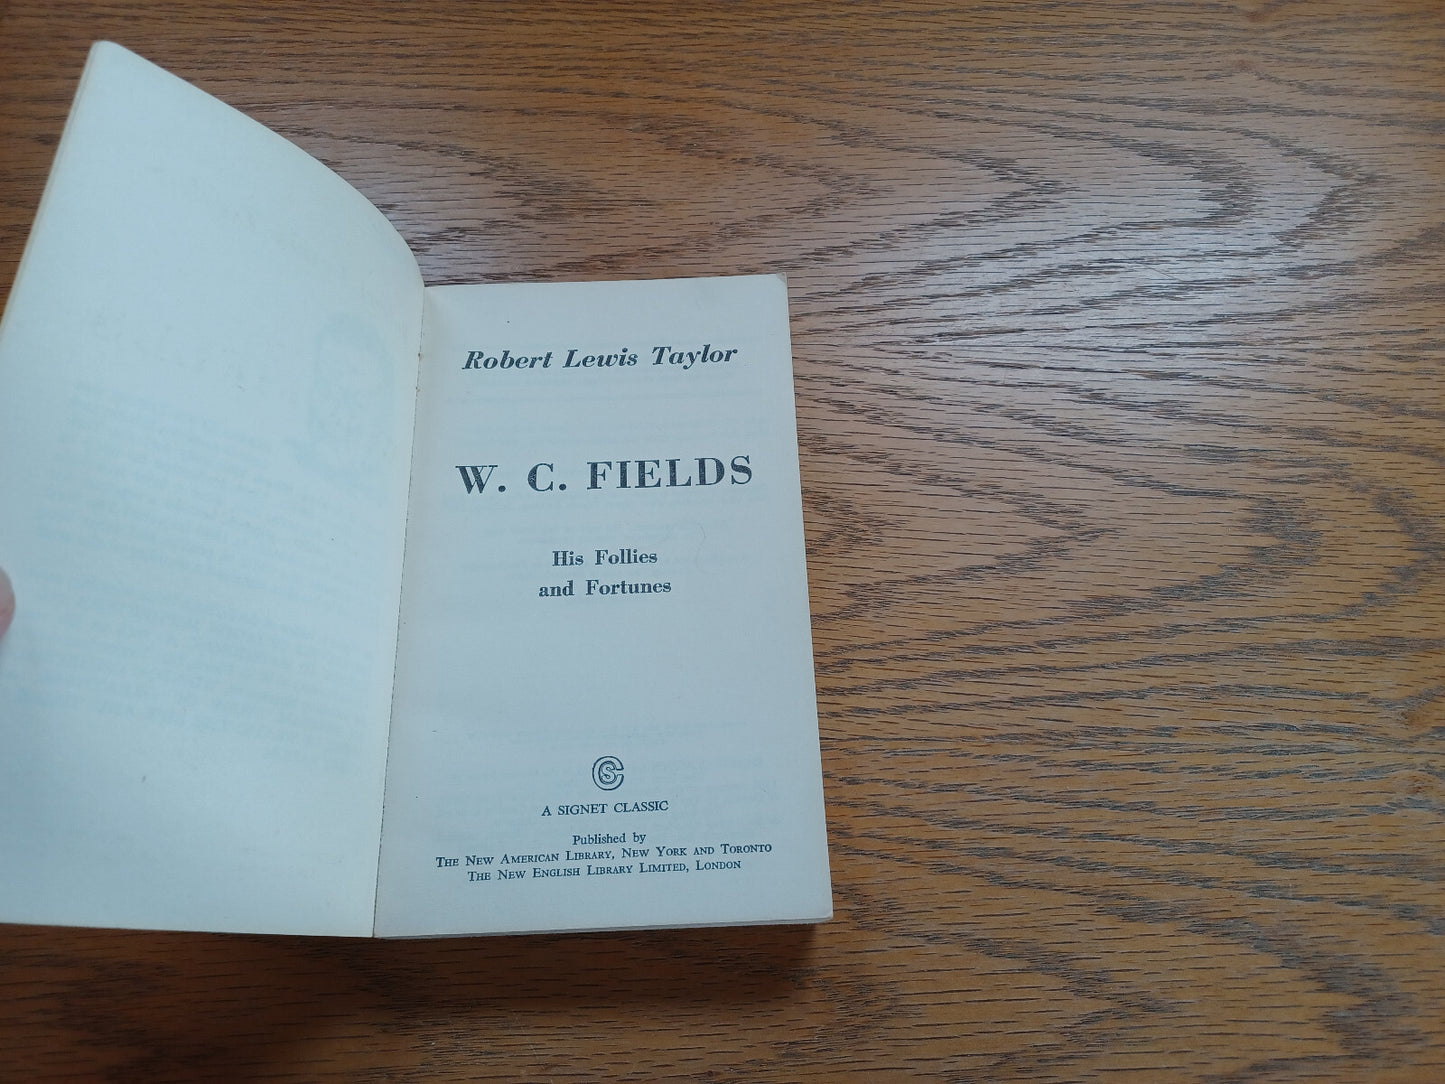 Robert Lewis Taylor
W. C. FIELDS
His Follies
and Fortunes
CS
A SIGNET CLASSIC
Published by
THE NEW AMERICAN LIBRARY, NEW YORK AND TORONTO
THE NEW ENGLISH LIBRARY LIMITED, LONDON